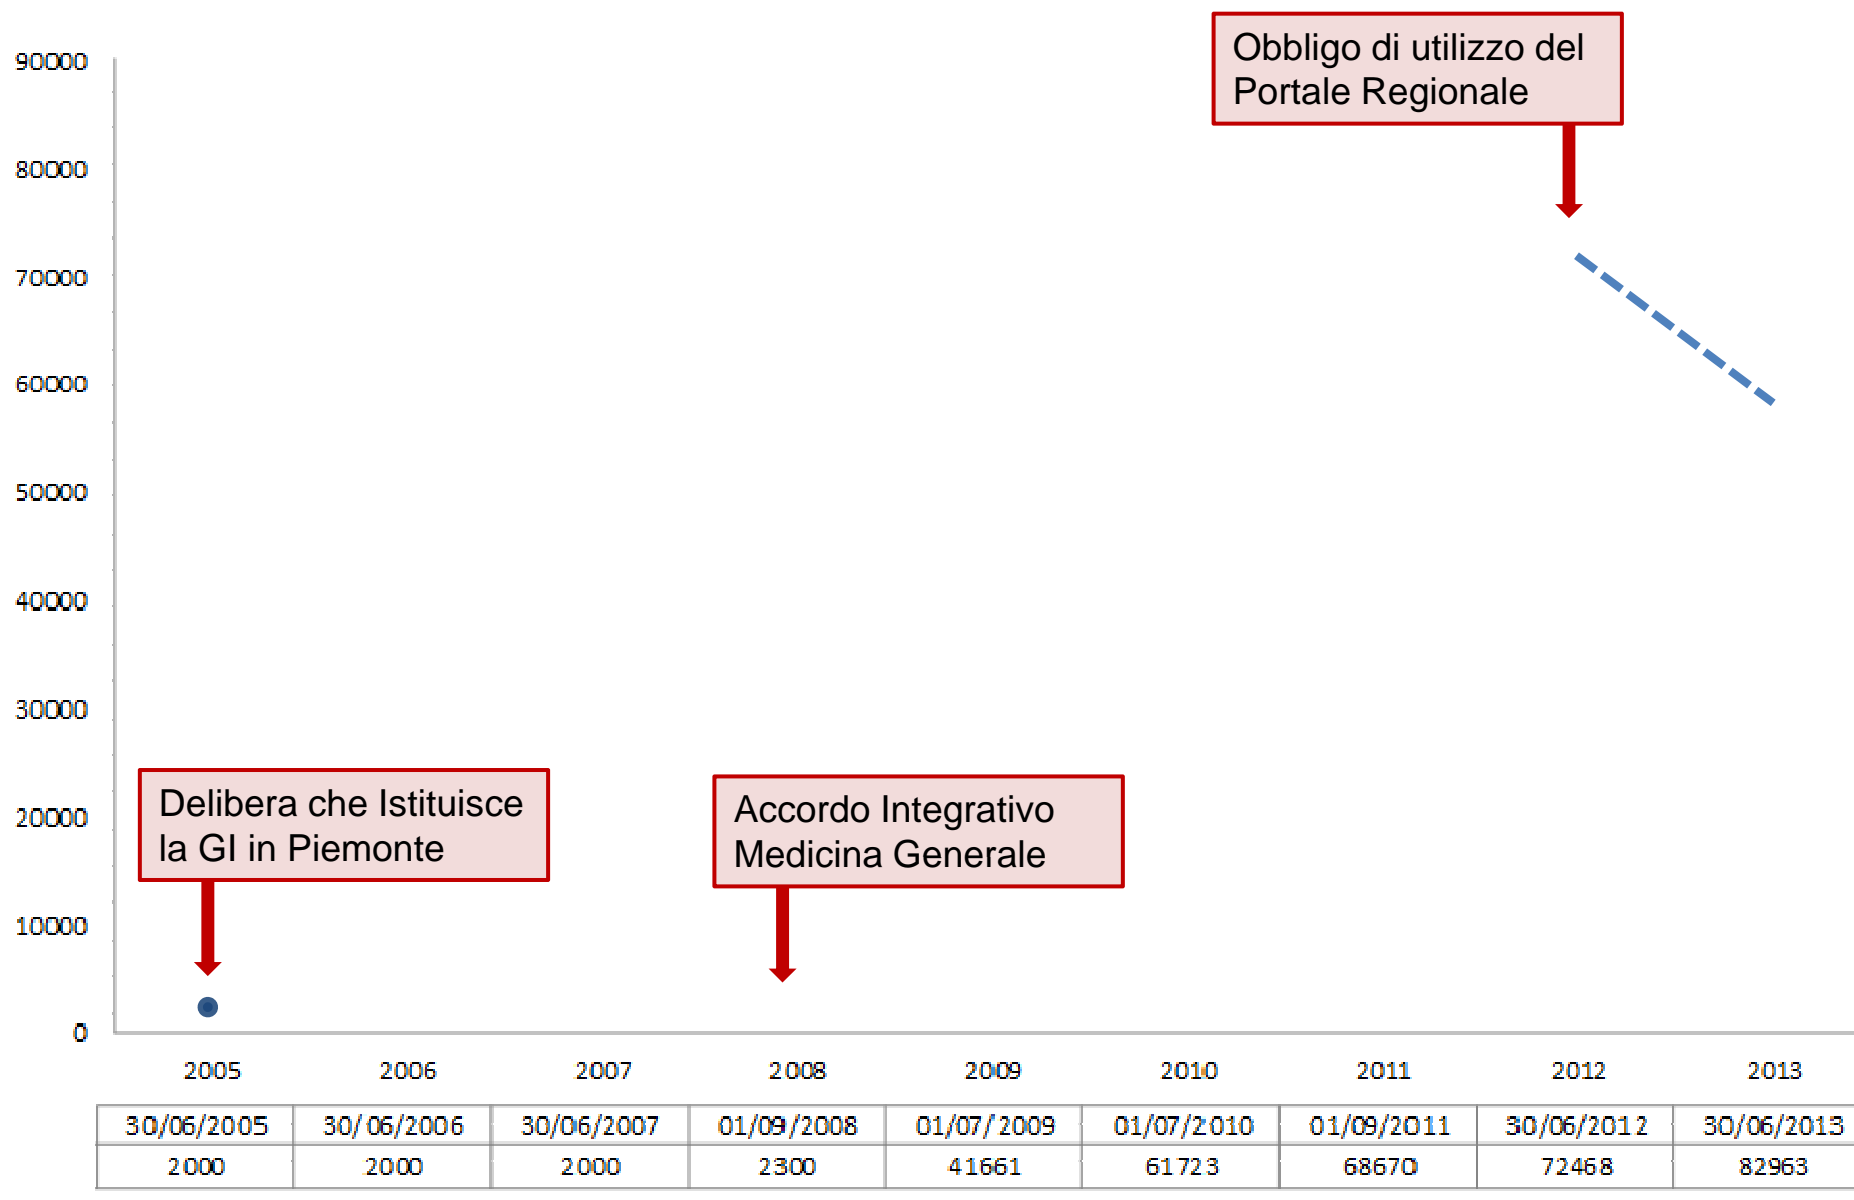 Obbligo di utilizzo del
Portale Regionale
90000
80000
70000
60000
50000
40000
30000
20000
10000
0
Delibera che Istituisce
la GI in Piemonte
Accordo Integrativo
Medicina Generale
2005 2006 2007 2008 2009 2010 2011 2012 2013
30/06/2005 30/06/2006 30/06/2007 01/09/2008 01/07/2009 01/07/2010 01/09/2011 30/06/2012 30/06/2013
2000 2000 2000 2300 41661 61723 68670 72468 82963